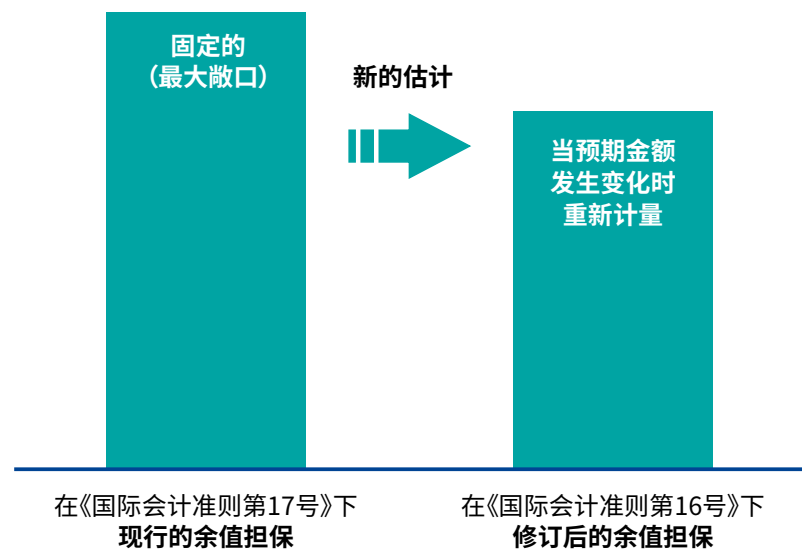 固定的
（最大敞口）
新的估计
当预期金额
发生变化时
重新计量
在《国际会计准则第17号》下
现行的余值担保
在《国际会计准则第16号》下
修订后的余值担保